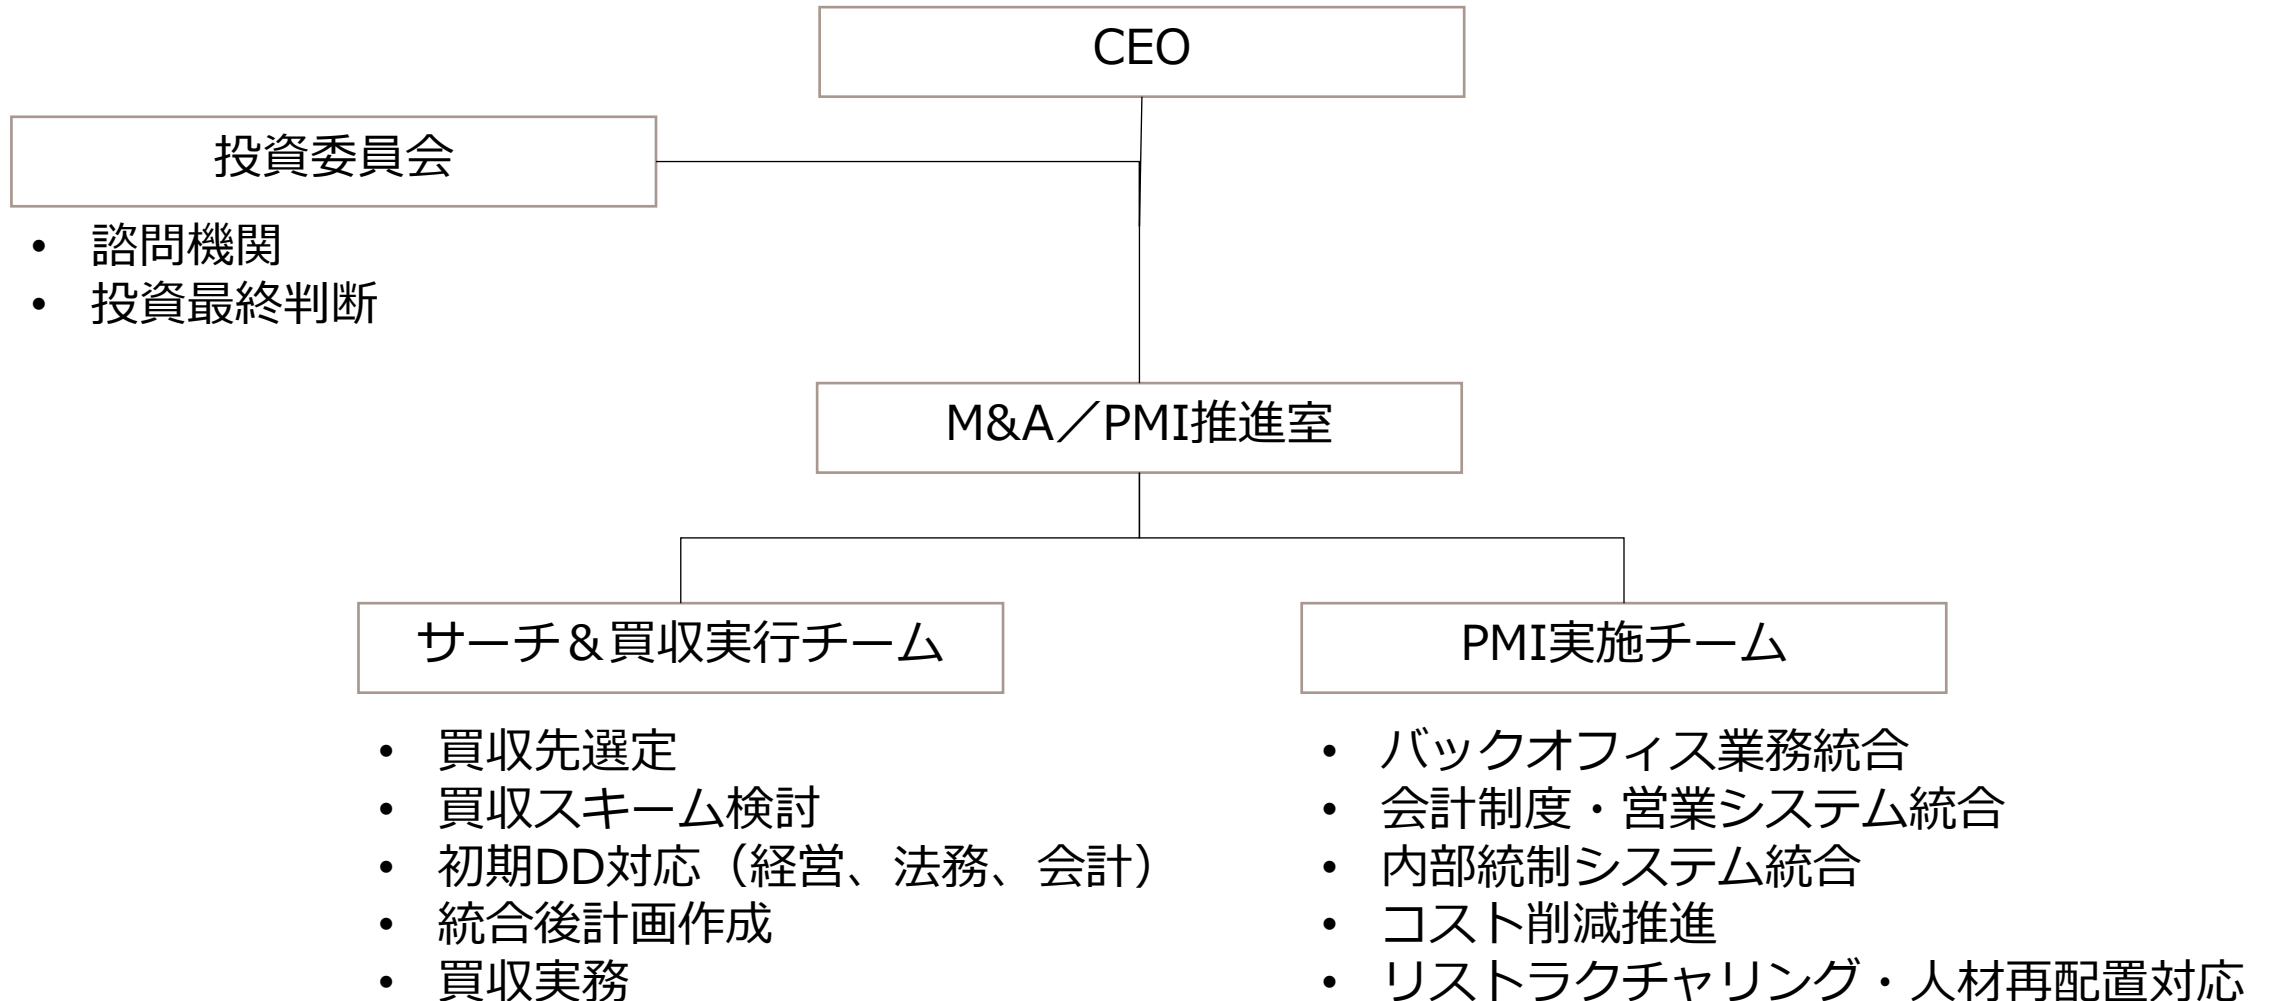 CEO
投資委員会
• 諮問機関
• 投資最終判断
M&A／PMI推進室
サーチ＆買収実行チーム
• 買収先選定
• 買収スキーム検討
• 初期DD対応（経営、法務、会計）
• 統合後計画作成
• 買収実務
PMI実施チーム
• バックオフィス業務統合
• 会計制度・営業システム統合
• 内部統制システム統合
• コスト削減推進
• リストラクチャリング・人材再配置対応